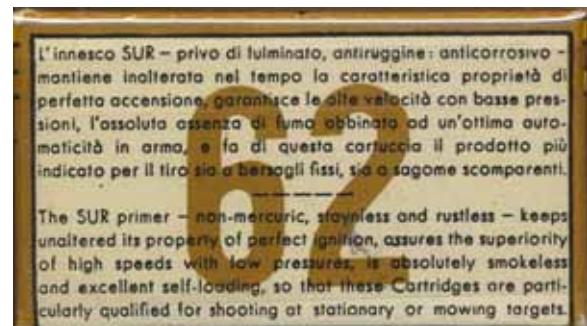 L'innesco SUR – privo di fulminato, antiruggine: anticorrosivo –
mantiene inalterata nel tempo la caratteristica proprietà di
perfetta accensione, garantisce le alte velocità con basse pres-
sioni, l'assoluta assenza di fumo abbinata ad un'ottima auto-
maticità in arma, e fa di questa cartuccia il prodotto più
indicato per il tiro sia a bersagli fissi, sia a sagome scomparenti.
62
The SUR primer – non-mercuric, staynless and rustless – keeps
unaltered its property of perfect ignition, assures the superiority
of high speeds with low pressures, is absolutely smokeless
and excellent self-loading, so that these Cartridges are parti-
cularly qualified for shooting at stationary or mowing targets.